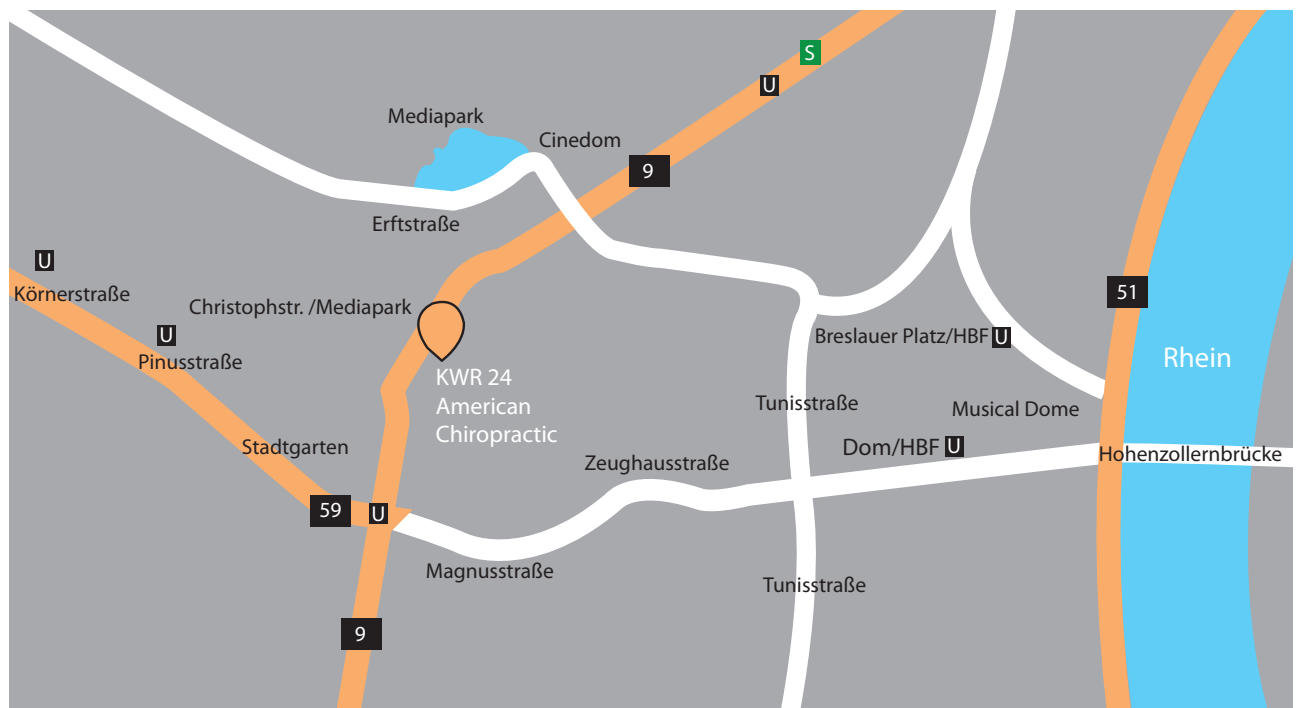 S
U
Mediapark
Cinedom
9
Erftstraße
U
Körnerstraße
51
Christophstr. /Mediapark
U
Pinusstraße
Breslauer Platz/HBF U
Rhein
KWR 24
American
Chiropractic
Tunisstraße
Musical Dome
Stadtgarten
Dom/HBF U
Hohenzollernbrücke
Zeughausstraße
59
U
Magnusstraße
Tunisstraße
9